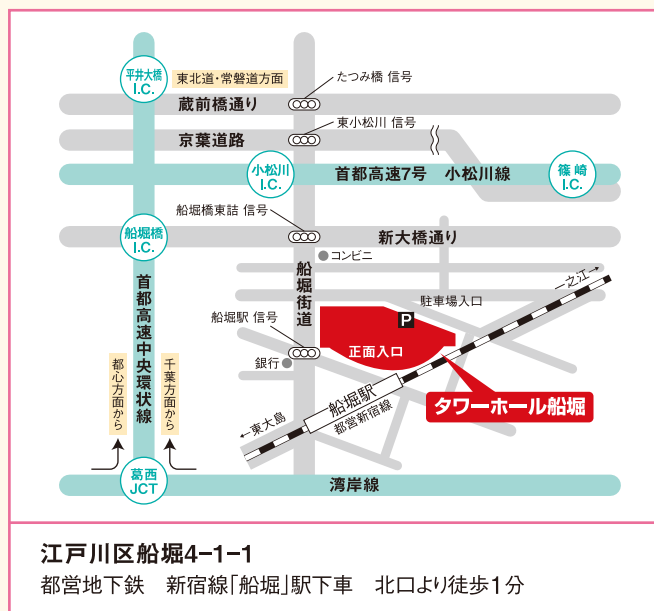 平井大橋
I.C.
東北道・常磐道方面
たつみ橋 信号
蔵前橋通り
東小松川 信号
京葉道路
小松川
I.C.
首都高速7号 小松川線
篠崎
I.C.
船堀橋東詰 信号
船堀橋
I.C.
新大橋通り
コンビニ
船堀街道
一之江→
駐車場入口
首都高速中央環状線
船堀駅 信号
P
正面入口
銀行
都心方面から
千葉方面から
船堀駅
都営新宿線
タワーホール船堀
←東大島
葛西
JCT
湾岸線
江戸川区船堀4-1-1
都営地下鉄 新宿線「船堀」駅下車 北口より徒歩1分